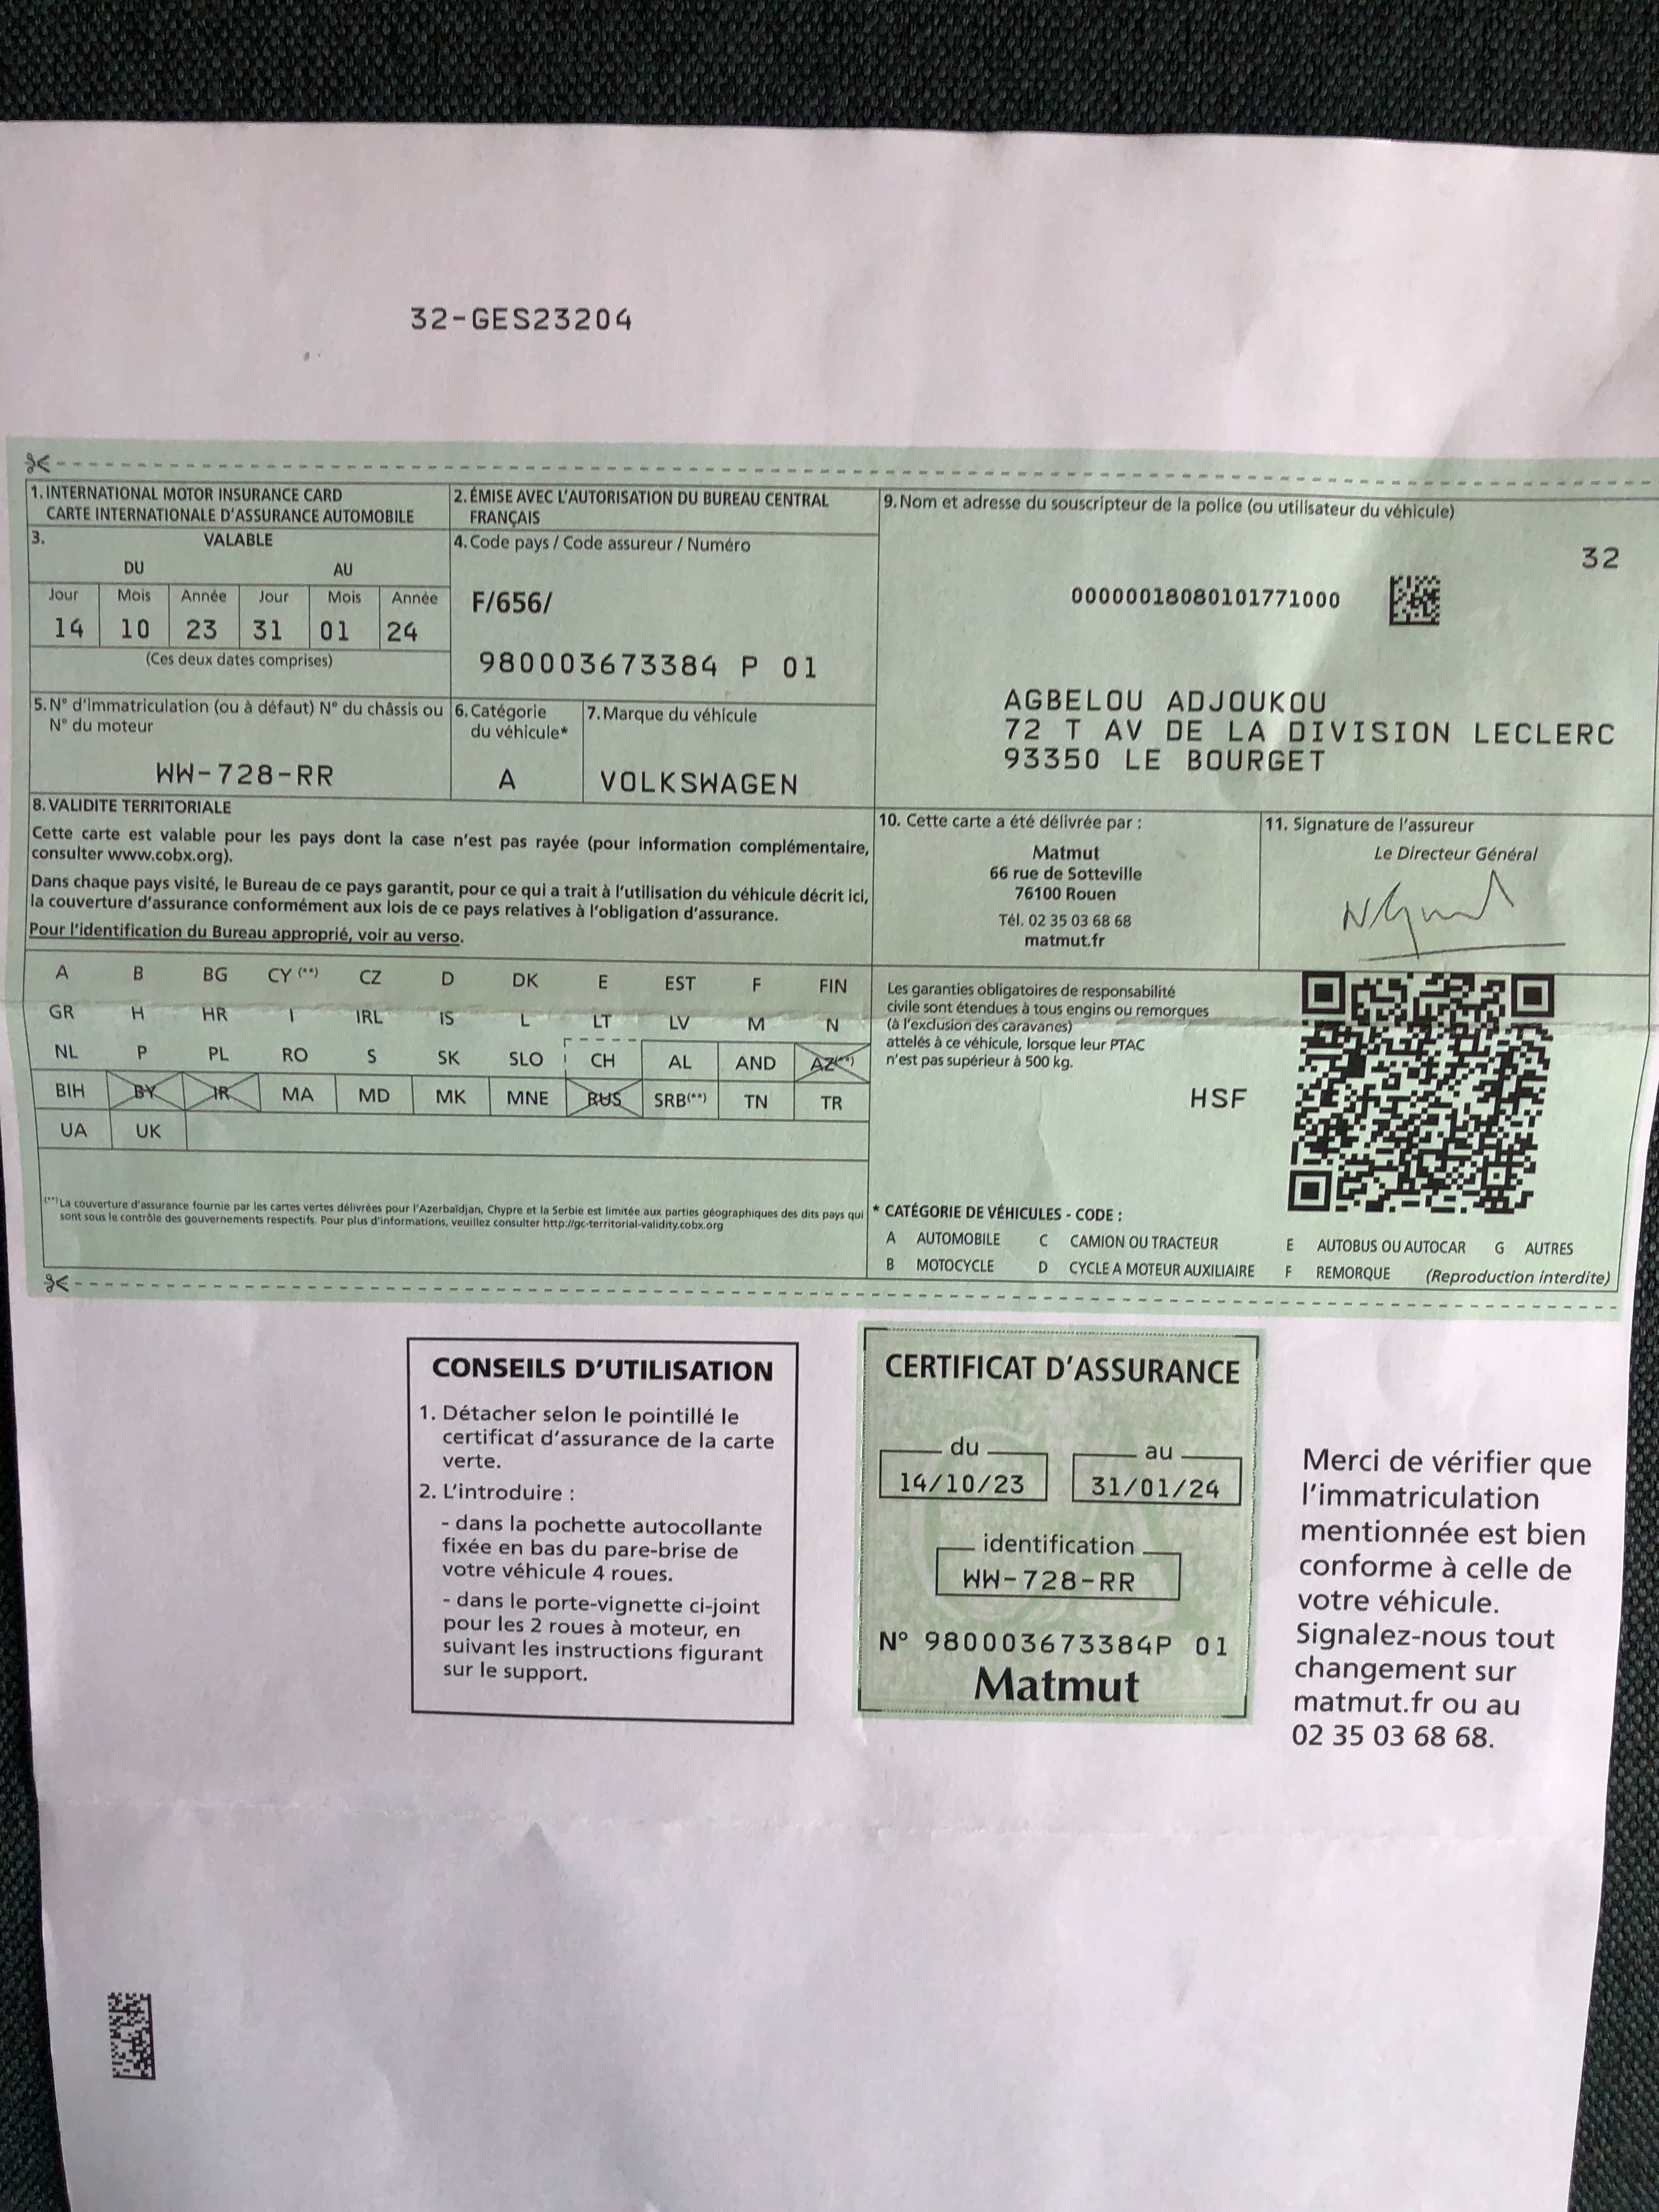 32-GES23204
1. INTERNATIONAL MOTOR INSURANCE CARD
CARTE INTERNATIONALE D'ASSURANCE AUTOMOBILE
2. ÉMISE AVEC L'AUTORISATION DU BUREAU CENTRAL
FRANÇAIS
3. VALABLE
DU AU
Jour Mois Année Jour Mois Année
14 10 23 31 01 24
(Ces deux dates comprises)
4. Code pays / Code assureur / Numéro
F/656/
980003673384 P 01
5. N° d'immatriculation (ou à défaut) N° du châssis ou
N° du moteur
WW-728-RR
6. Catégorie
du véhicule*
A
7. Marque du véhicule
VOLKSWAGEN
9. Nom et adresse du souscripteur de la police (ou utilisateur du véhicule)
32
00000018080101771000
AGBELOU ADJOUKOU
72 T AV DE LA DIVISION LECLERC
93350 LE BOURGET
8. VALIDITE TERRITORIALE
Cette carte est valable pour les pays dont la case n'est pas rayée (pour information complémentaire,
consulter www.cobx.org).
Dans chaque pays visité, le Bureau de ce pays garantit, pour ce qui a trait à l'utilisation du véhicule décrit ici,
la couverture d'assurance conformément aux lois de ce pays relatives à l'obligation d'assurance.
Pour l'identification du Bureau approprié, voir au verso.
10. Cette carte a été délivrée par :
Matmut
66 rue de Sotteville
76100 Rouen
Tél. 02 35 03 68 68
matmut.fr
11. Signature de l'assureur
Le Directeur Général
A B BG CY (**) CZ D DK E EST F FIN
GR H HR I IRL IS L LT LV M N
NL P PL RO S SK SLO CH AL AND AZ(**)
BIH BY IR MA MD MK MNE RUS SRB(**) TN TR
UA UK
(**) La couverture d'assurance fournie par les cartes vertes délivrées pour l'Azerbaïdjan, Chypre et la Serbie est limitée aux parties géographiques des dits pays qui
sont sous le contrôle des gouvernements respectifs. Pour plus d'informations, veuillez consulter http://gc-territorial-validity.cobx.org
Les garanties obligatoires de responsabilité
civile sont étendues à tous engins ou remorques
(à l'exclusion des caravanes)
attelés à ce véhicule, lorsque leur PTAC
n'est pas supérieur à 500 kg.
HSF
* CATÉGORIE DE VÉHICULES - CODE :
A AUTOMOBILE C CAMION OU TRACTEUR E AUTOBUS OU AUTOCAR G AUTRES
B MOTOCYCLE D CYCLE A MOTEUR AUXILIAIRE F REMORQUE (Reproduction interdite)
CONSEILS D'UTILISATION
1. Détacher selon le pointillé le
certificat d'assurance de la carte
verte.
2. L'introduire :
- dans la pochette autocollante
fixée en bas du pare-brise de
votre véhicule 4 roues.
- dans le porte-vignette ci-joint
pour les 2 roues à moteur, en
suivant les instructions figurant
sur le support.
CERTIFICAT D'ASSURANCE
du au
14/10/23 31/01/24
identification
WW-728-RR
N° 980003673384P 01
Matmut
Merci de vérifier que
l'immatriculation
mentionnée est bien
conforme à celle de
votre véhicule.
Signalez-nous tout
changement sur
matmut.fr ou au
02 35 03 68 68.